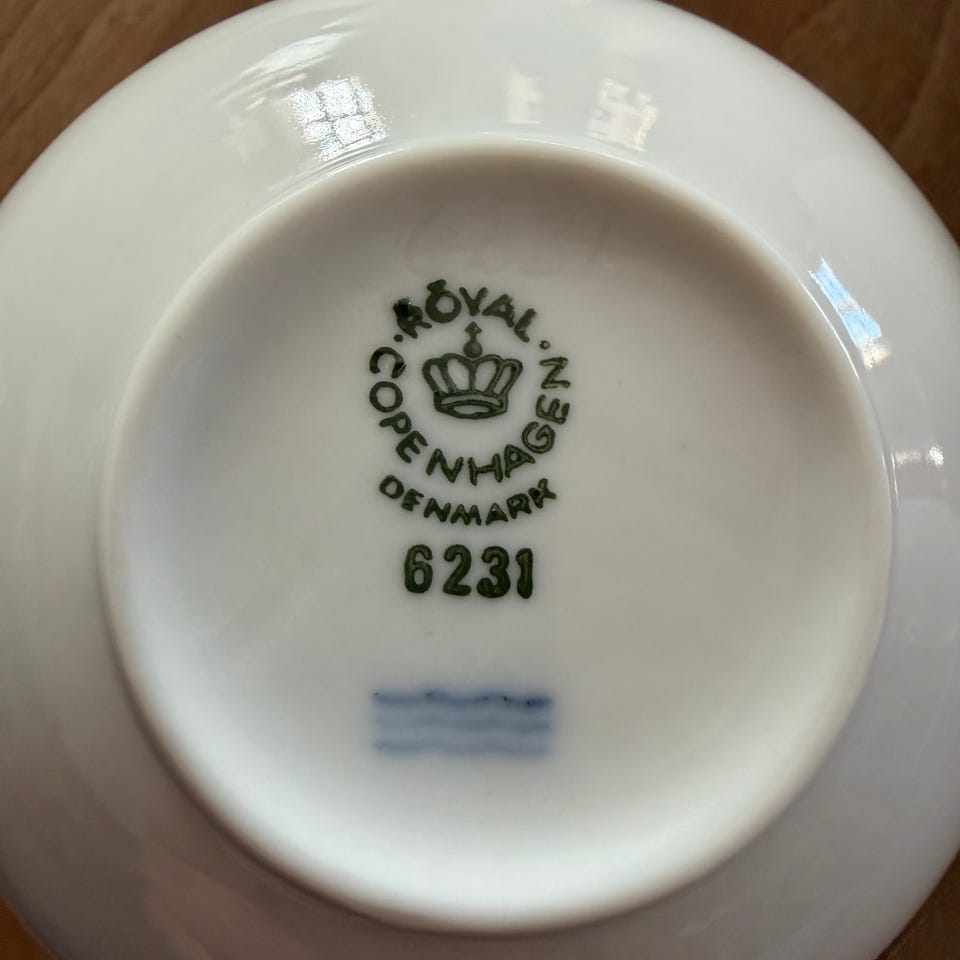 ROYAL
COPENHAGEN
DENMARK
6231